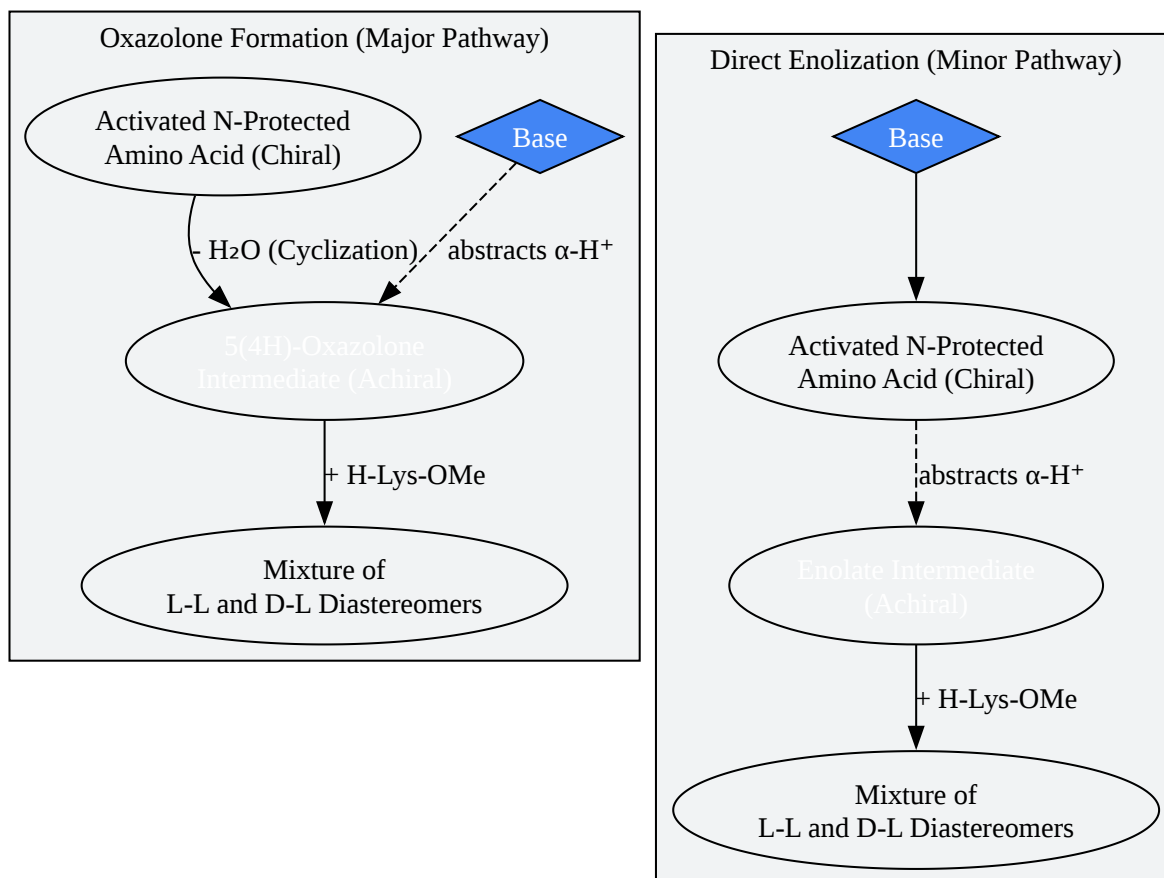 Oxazolone Formation (Major Pathway)
Activated N-Protected
Amino Acid (Chiral)
Base
- H₂O (Cyclization)
abstracts α-H⁺
5(4H)-Oxazolone
Intermediate (Achiral)
+ H-Lys-OMe
Mixture of
L-L and D-L Diastereomers
Direct Enolization (Minor Pathway)
Base
Activated N-Protected
Amino Acid (Chiral)
abstracts α-H⁺
Enolate Intermediate
(Achiral)
+ H-Lys-OMe
Mixture of
L-L and D-L Diastereomers